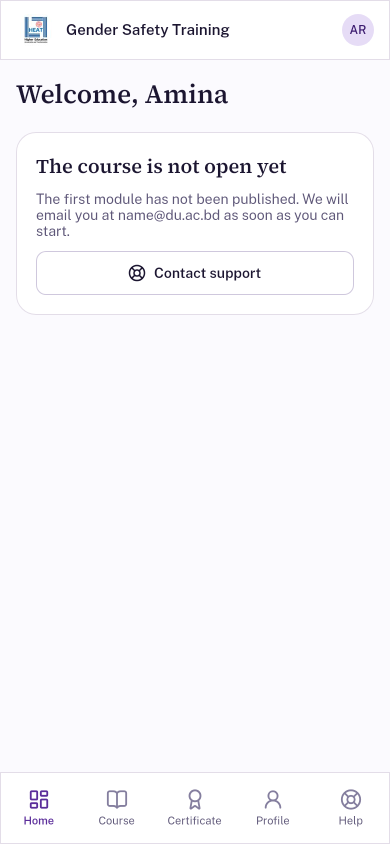 HEAT
Gender Safety Training
AR
Welcome, Amina
The course is not open yet
The first module has not been published. We will
email you at name@du.ac.bd as soon as you can
start.
Contact support
Home
Course
Certificate
Profile
Help